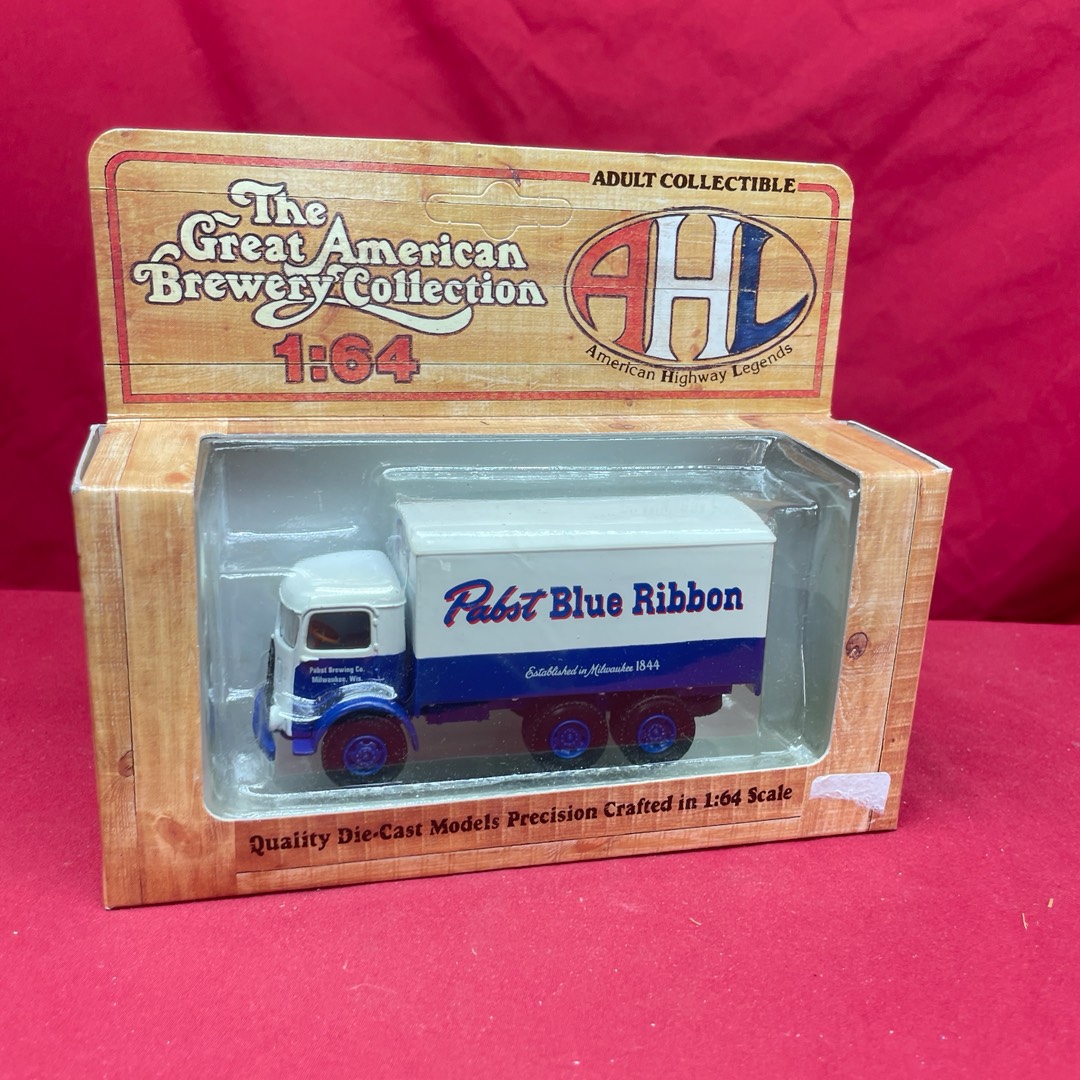 ADULT COLLECTIBLE
The
Great American
Brewery Collection
1:64
AHL
American Highway Legends
Pabst Blue Ribbon
Established in Milwaukee 1844
Pabst Brewing Co.
Milwaukee, Wis.
Quality Die-Cast Models Precision Crafted in 1:64 Scale